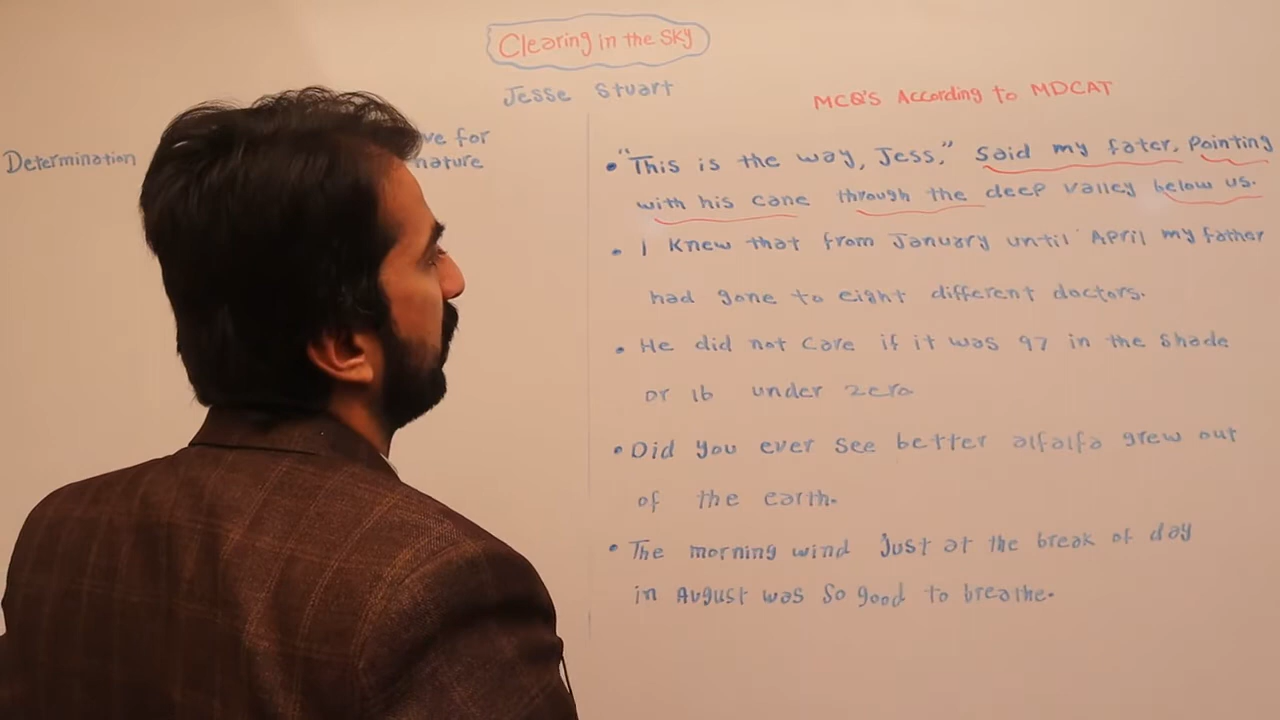 Clearing in the Sky
Jesse Stuart
Determination
ve for
nature
MCQ'S According to MDCAT
• "This is the way, Jess," Said my fater, Pointing
with his cane through the deep valley below us.
• I Knew that from January until April my father
had gone to eight different doctors.
• He did not Care if it was 97 in the Shade
or 16 under zero
• Did you ever see better alfalfa grew out
of the earth.
• The morning wind Just at the break of day
in August was So good to breathe.